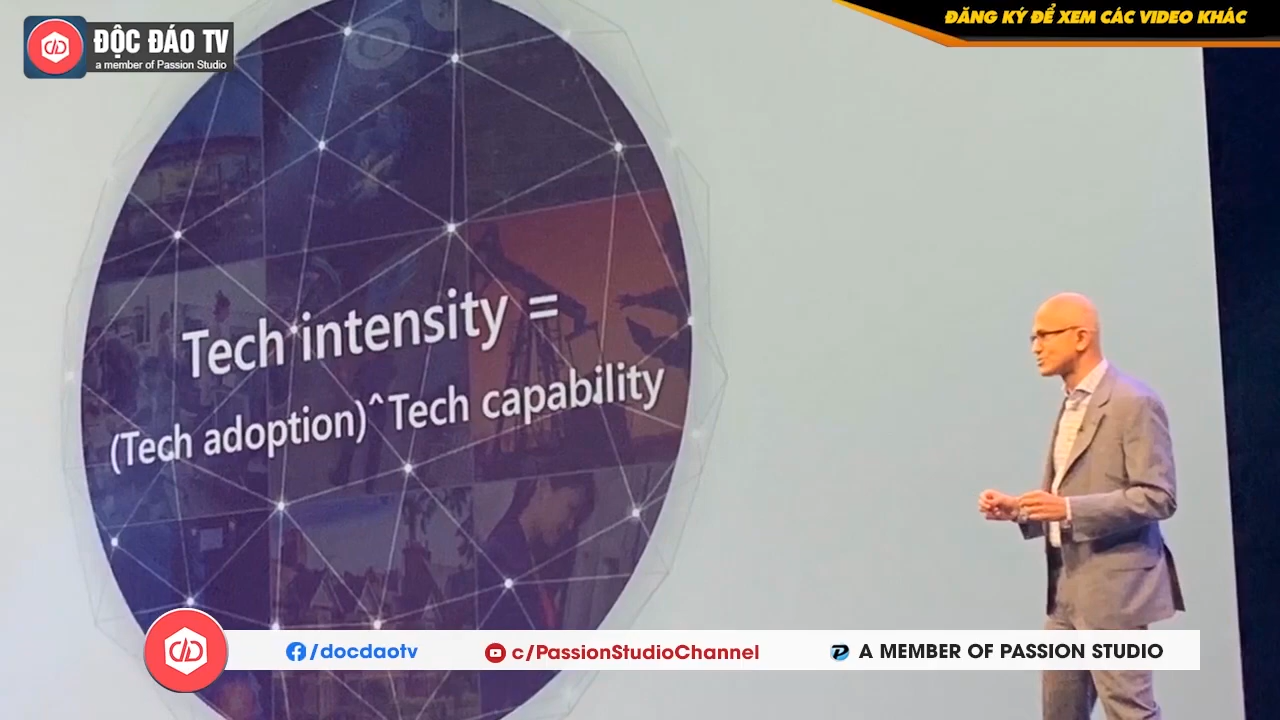 ĐỘC ĐÁO TV
a member of Passion Studio
ĐĂNG KÝ ĐỂ XEM CÁC VIDEO KHÁC
Tech intensity =
(Tech adoption)^Tech capability
/docdaotv
c/PassionStudioChannel
A MEMBER OF PASSION STUDIO